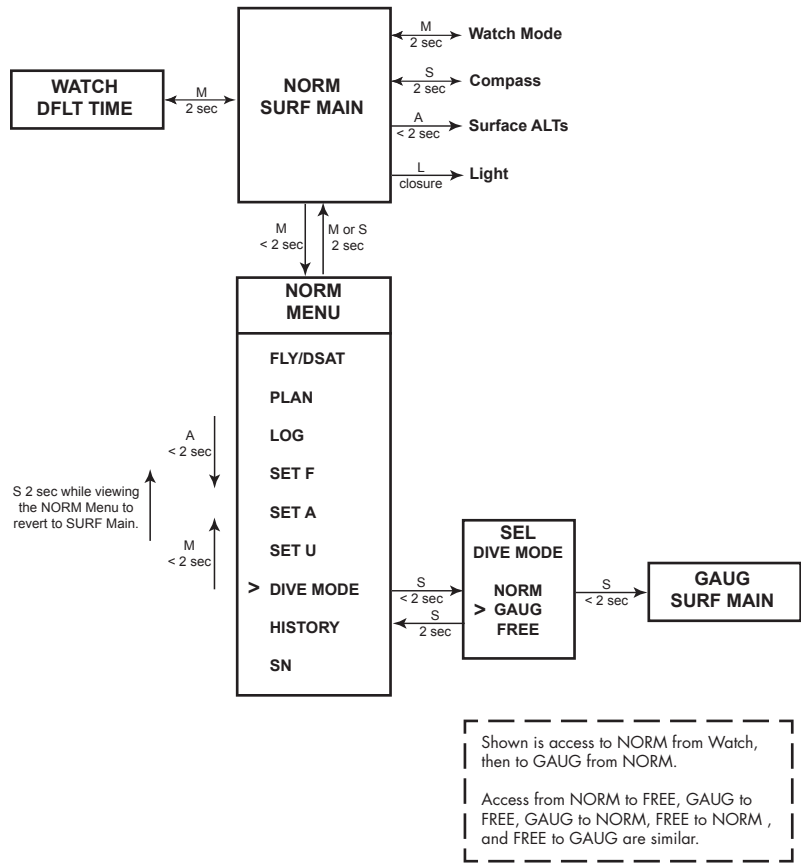 WATCH
DFLT TIME
M
2 sec
NORM
SURF MAIN
M
2 sec
Watch Mode
S
2 sec
Compass
A
< 2 sec
Surface ALTs
L
closure
Light
M
< 2 sec
M or S
2 sec
NORM
MENU
FLY/DSAT
PLAN
LOG
SET F
SET A
SET U
> DIVE MODE
HISTORY
SN
A
< 2 sec
S 2 sec while viewing
the NORM Menu to
revert to SURF Main.
M
< 2 sec
S
< 2 sec
S
2 sec
SEL
DIVE MODE
NORM
> GAUG
FREE
S
< 2 sec
GAUG
SURF MAIN
Shown is access to NORM from Watch,
then to GAUG from NORM.
Access from NORM to FREE, GAUG to
FREE, GAUG to NORM, FREE to NORM ,
and FREE to GAUG are similar.